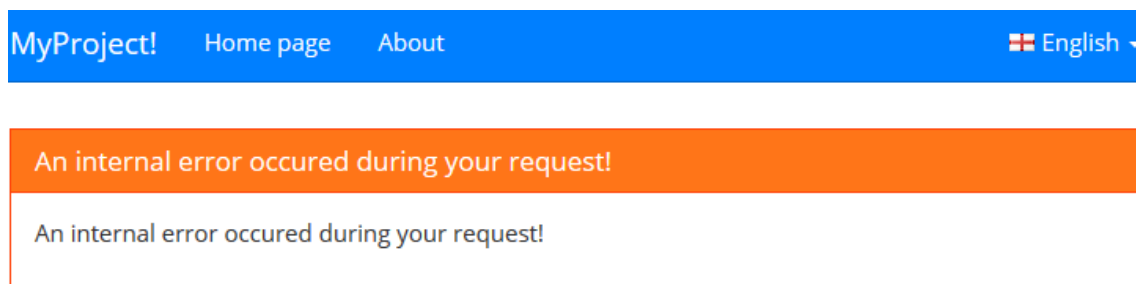 MyProject! Home page About English
An internal error occured during your request!
An internal error occured during your request!